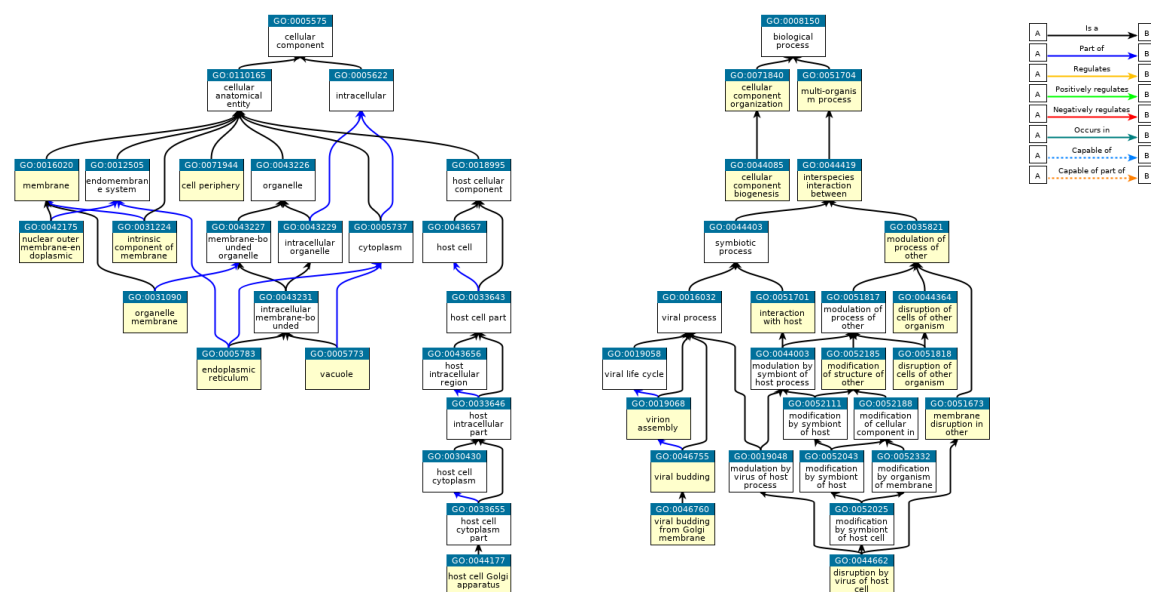 GO:0005575
cellular
component
GO:0110165
cellular
anatomical
entity
GO:0005622
intracellular
GO:0016020
membrane
GO:0012505
endomembran
e system
GO:0071944
cell periphery
GO:0043226
organelle
GO:0018995
host cellular
component
GO:0042175
nuclear outer
membrane-en
doplasmic
GO:0031224
intrinsic
component of
membrane
GO:0043227
membrane-bo
unded
organelle
GO:0043229
intracellular
organelle
GO:0005737
cytoplasm
GO:0043657
host cell
GO:0031090
organelle
membrane
GO:0043231
intracellular
membrane-bo
unded
GO:0033643
host cell part
GO:0005783
endoplasmic
reticulum
GO:0005773
vacuole
GO:0043656
host
intracellular
region
GO:0033646
host
intracellular
part
GO:0030430
host cell
cytoplasm
GO:0033655
host cell
cytoplasm
part
GO:0044177
host cell Golgi
apparatus
GO:0008150
biological
process
GO:0071840
cellular
component
organization
GO:0051704
multi-organis
m process
GO:0044085
cellular
component
biogenesis
GO:0044419
interspecies
interaction
between
GO:0044403
symbiotic
process
GO:0035821
modulation of
process of
other
GO:0016032
viral process
GO:0051701
interaction
with host
GO:0051817
modulation of
process of
other
GO:0044364
disruption of
cells of other
organism
GO:0019058
viral life cycle
GO:0044003
modulation by
symbiont of
host process
GO:0052185
modification
of structure of
other
GO:0051818
disruption of
cells of other
organism
GO:0019068
virion
assembly
GO:0052111
modification
by symbiont
of host
GO:0052188
modification
of cellular
component in
GO:0051673
membrane
disruption in
other
GO:0046755
viral budding
GO:0019048
modulation by
virus of host
process
GO:0052043
modification
by symbiont
of host
GO:0052332
modification
by organism
of membrane
GO:0046760
viral budding
from Golgi
membrane
GO:0052025
modification
by symbiont
of host cell
GO:0044662
disruption by
virus of host
cell
A Is a B
A Part of B
A Regulates B
A Positively regulates B
A Negatively regulates B
A Occurs in B
A Capable of B
A Capable of part of B